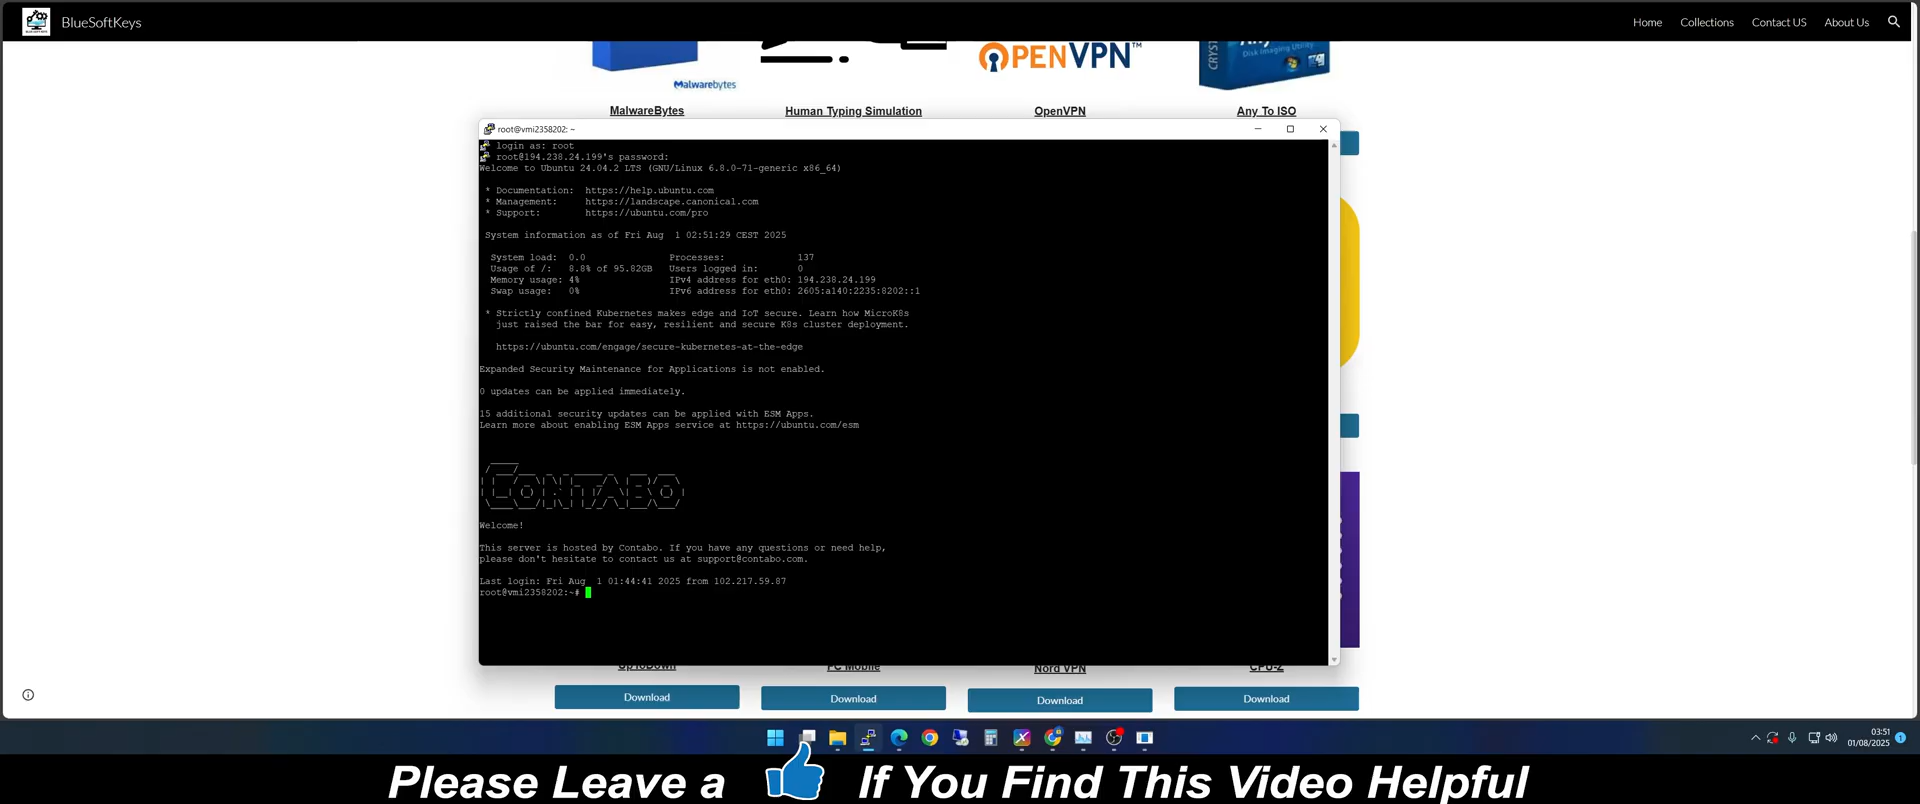 BlueSoftKeys
Home Collections Contact US About Us
Malwarebytes
OPENVPN™
CRYS
Any
Disk Imaging Utility
MalwareBytes Human Typing Simulation OpenVPN Any To ISO
root@vmi2358202: ~
login as: root
root@194.238.24.199's password:
Welcome to Ubuntu 24.04.2 LTS (GNU/Linux 6.8.0-71-generic x86_64)
* Documentation: https://help.ubuntu.com
* Management: https://landscape.canonical.com
* Support: https://ubuntu.com/pro
System information as of Fri Aug 1 02:51:29 CEST 2025
System load: 0.0 Processes: 137
Usage of /: 8.8% of 95.82GB Users logged in: 0
Memory usage: 4% IPv4 address for eth0: 194.238.24.199
Swap usage: 0% IPv6 address for eth0: 2605:a140:2235:8202::1
* Strictly confined Kubernetes makes edge and IoT secure. Learn how MicroK8s
just raised the bar for easy, resilient and secure K8s cluster deployment.
https://ubuntu.com/engage/secure-kubernetes-at-the-edge
Expanded Security Maintenance for Applications is not enabled.
0 updates can be applied immediately.
15 additional security updates can be applied with ESM Apps.
Learn more about enabling ESM Apps service at https://ubuntu.com/esm
CONTABO
Welcome!
This server is hosted by Contabo. If you have any questions or need help,
please don't hesitate to contact us at support@contabo.com.
Last login: Fri Aug 1 01:44:41 2025 from 102.217.59.87
root@vmi2358202:~#
UpToDown PC Mobile Nord VPN CPU-Z
Download Download Download Download
03:51
01/08/2025
1
Please Leave a If You Find This Video Helpful